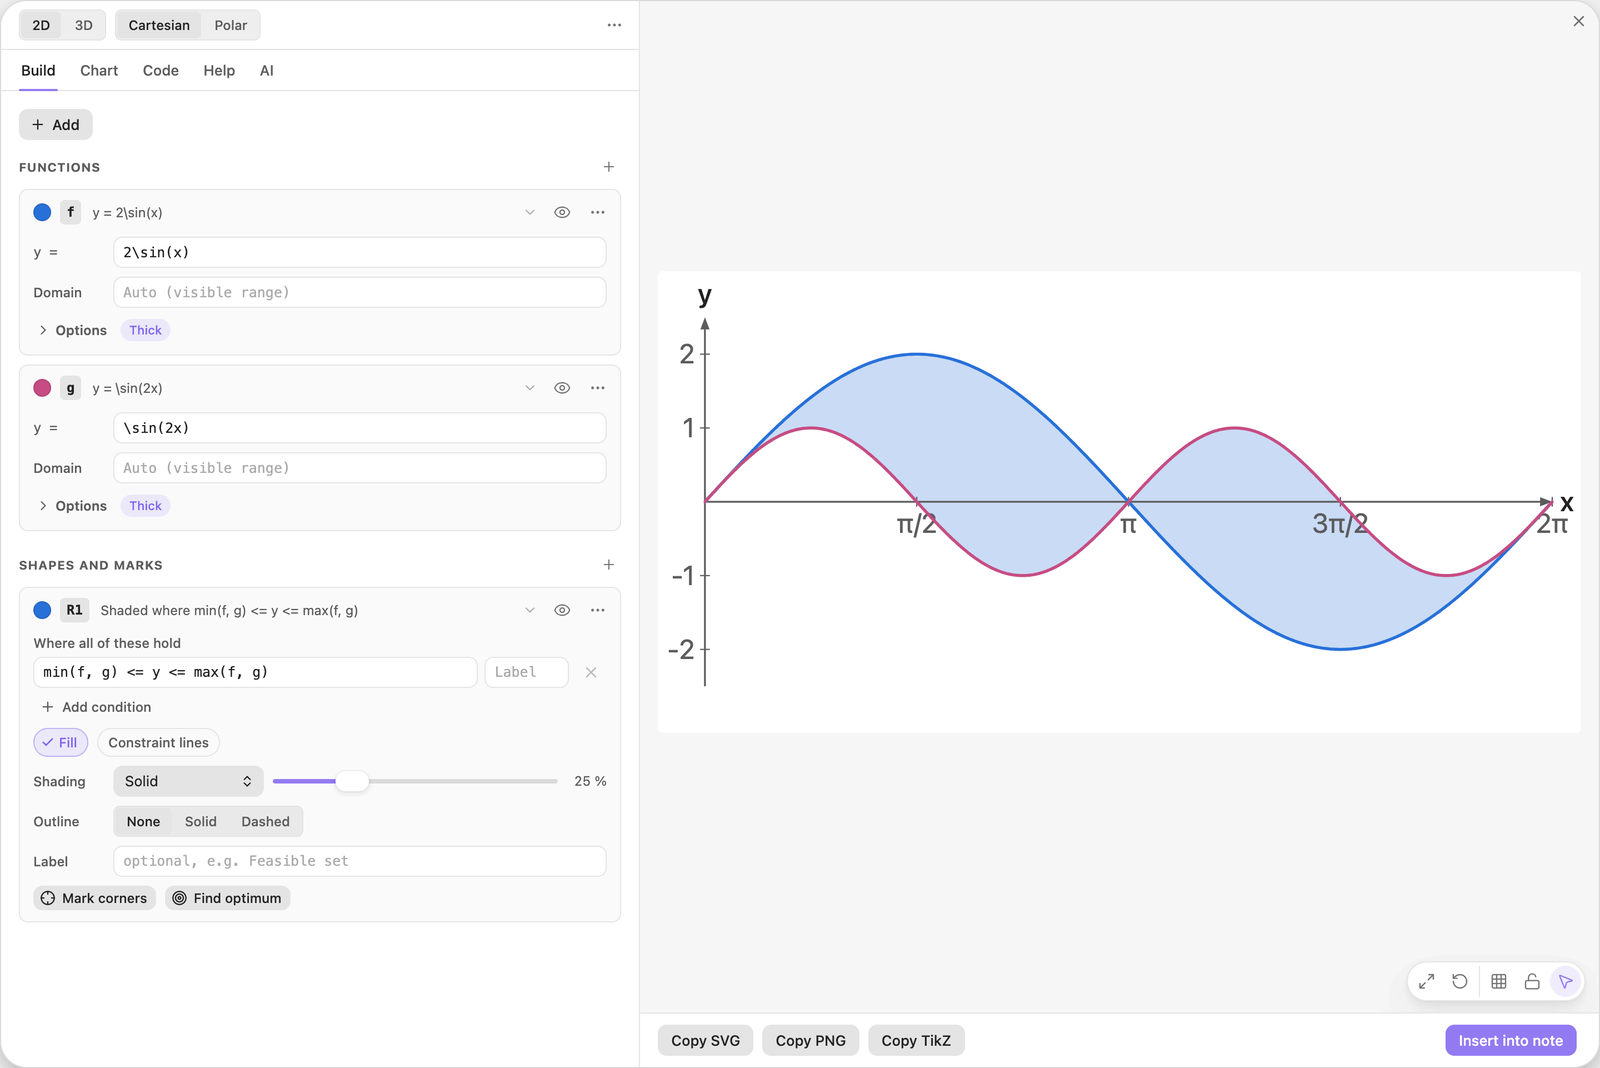 2D 3D Cartesian Polar
Build Chart Code Help AI
+ Add
FUNCTIONS
f y = 2\sin(x)
y = 2\sin(x)
Domain Auto (visible range)
Options Thick
g y = \sin(2x)
y = \sin(2x)
Domain Auto (visible range)
Options Thick
SHAPES AND MARKS
R1 Shaded where min(f, g) <= y <= max(f, g)
Where all of these hold
min(f, g) <= y <= max(f, g) Label
+ Add condition
Fill Constraint lines
Shading Solid 25 %
Outline None Solid Dashed
Label optional, e.g. Feasible set
Mark corners Find optimum
y
2
1
x
π/2 π 3π/2 2π
-1
-2
Copy SVG Copy PNG Copy TikZ Insert into note